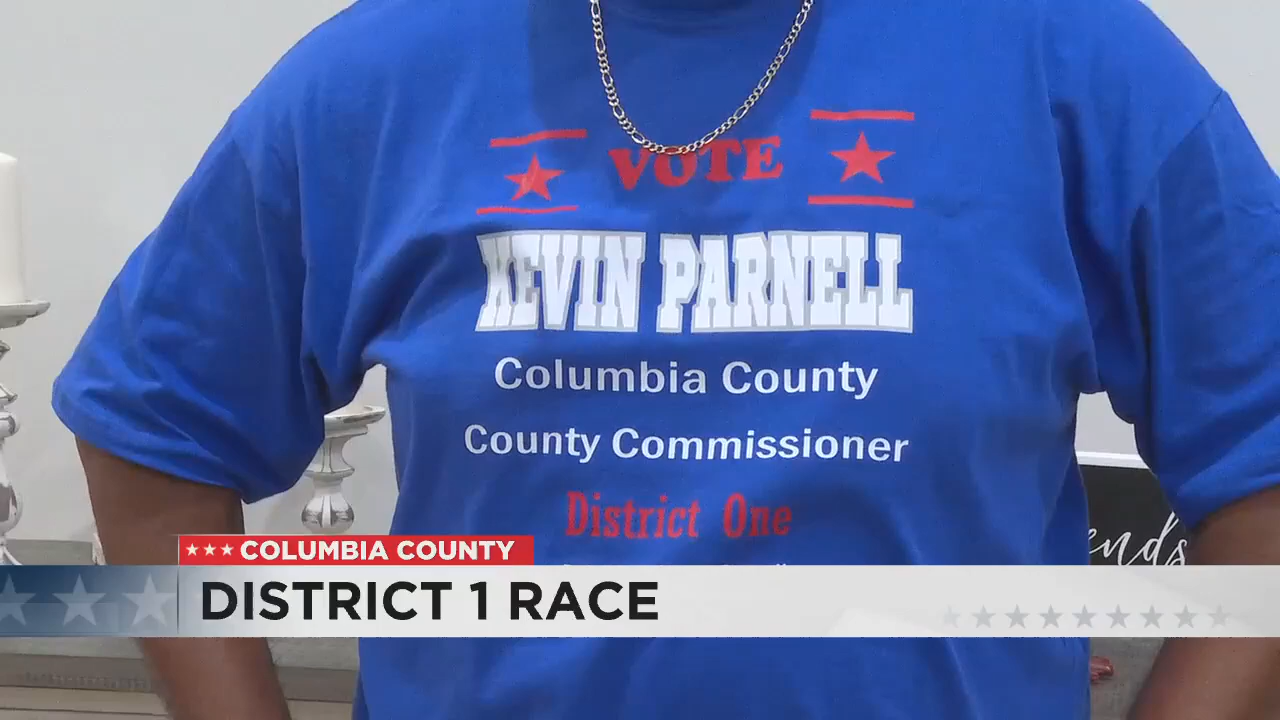 VOTE
KEVIN PARNELL
Columbia County
County Commissioner
District One
COLUMBIA COUNTY
DISTRICT 1 RACE